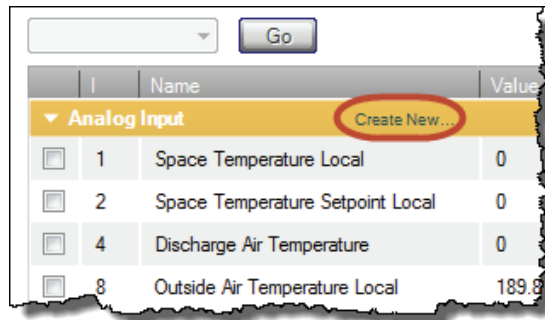 Go
I Name Value
Analog Input Create New...
1 Space Temperature Local 0
2 Space Temperature Setpoint Local 0
4 Discharge Air Temperature 0
8 Outside Air Temperature Local 189.8